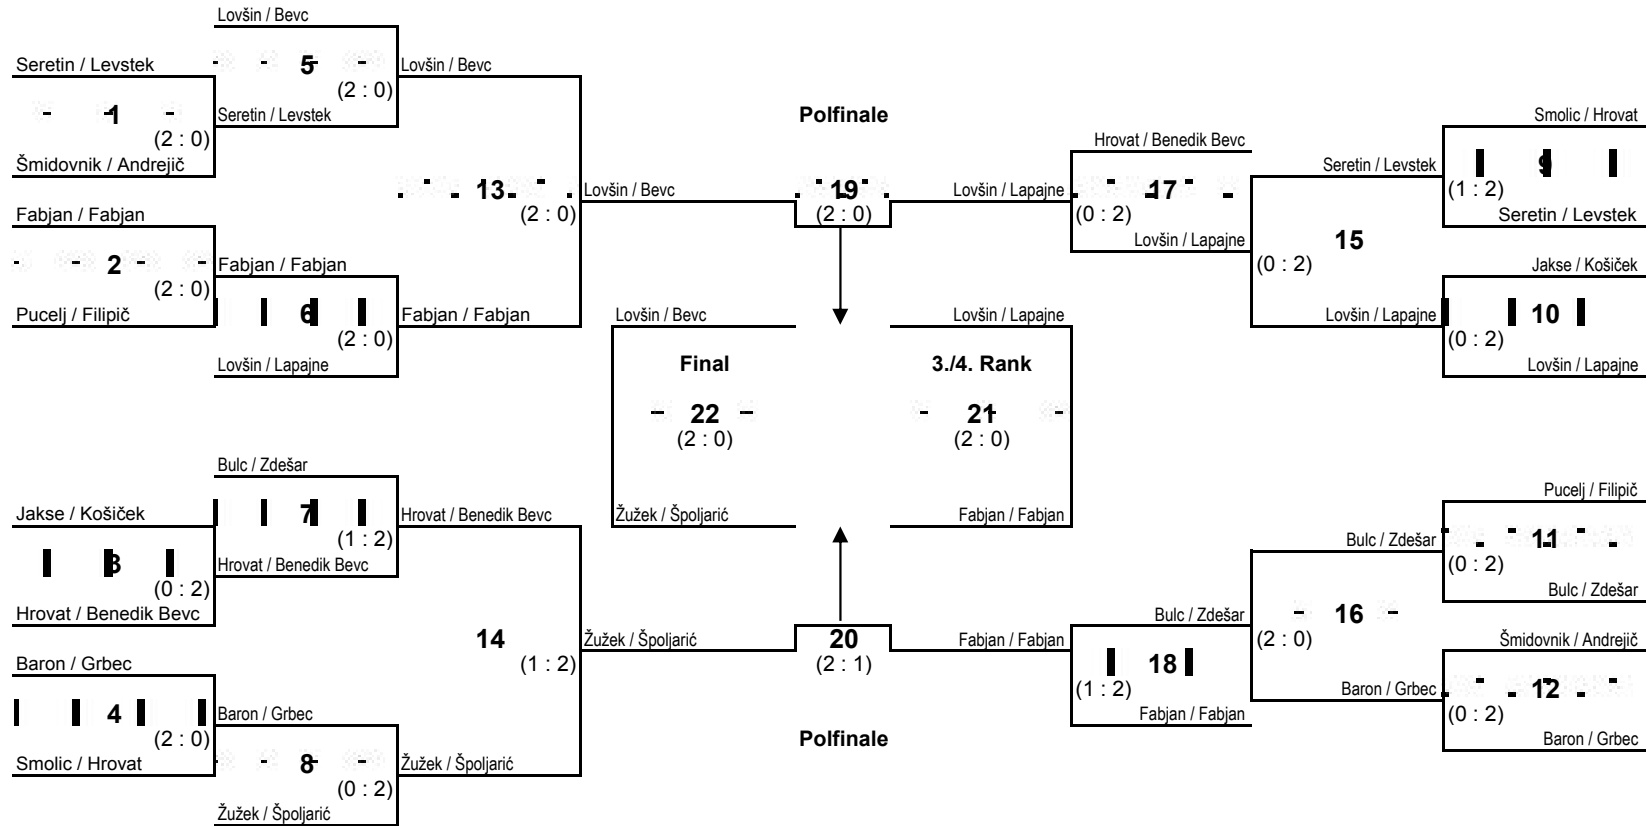 Lovšin / Bevc
Seretin / Levstek
5
Lovšin / Bevc
(2 : 0)
1
Seretin / Levstek
(2 : 0)
Šmidovnik / Andrejič
13
(2 : 0)
Lovšin / Bevc
Fabjan / Fabjan
2
(2 : 0)
Fabjan / Fabjan
Pucelj / Filipič
6
(2 : 0)
Fabjan / Fabjan
Lovšin / Lapajne
Bulc / Zdešar
Jakse / Košiček
7
(1 : 2)
Hrovat / Benedik Bevc
3
(0 : 2)
Hrovat / Benedik Bevc
Hrovat / Benedik Bevc
14
(1 : 2)
Žužek / Špoljarić
Baron / Grbec
4
(2 : 0)
Baron / Grbec
Smolic / Hrovat
8
(0 : 2)
Žužek / Špoljarić
Žužek / Špoljarić
Polfinale
19
(2 : 0)
Lovšin / Lapajne
Lovšin / Bevc
Final
22
(2 : 0)
Žužek / Špoljarić
Lovšin / Lapajne
3./4. Rank
21
(2 : 0)
Fabjan / Fabjan
20
(2 : 1)
Fabjan / Fabjan
Polfinale
Hrovat / Benedik Bevc
17
(0 : 2)
Lovšin / Lapajne
Smolic / Hrovat
Seretin / Levstek
9
(1 : 2)
Seretin / Levstek
15
(0 : 2)
Jakse / Košiček
Lovšin / Lapajne
10
(0 : 2)
Lovšin / Lapajne
Pucelj / Filipič
Bulc / Zdešar
11
(0 : 2)
Bulc / Zdešar
Bulc / Zdešar
16
(2 : 0)
18
(1 : 2)
Fabjan / Fabjan
Šmidovnik / Andrejič
Baron / Grbec
12
(0 : 2)
Baron / Grbec